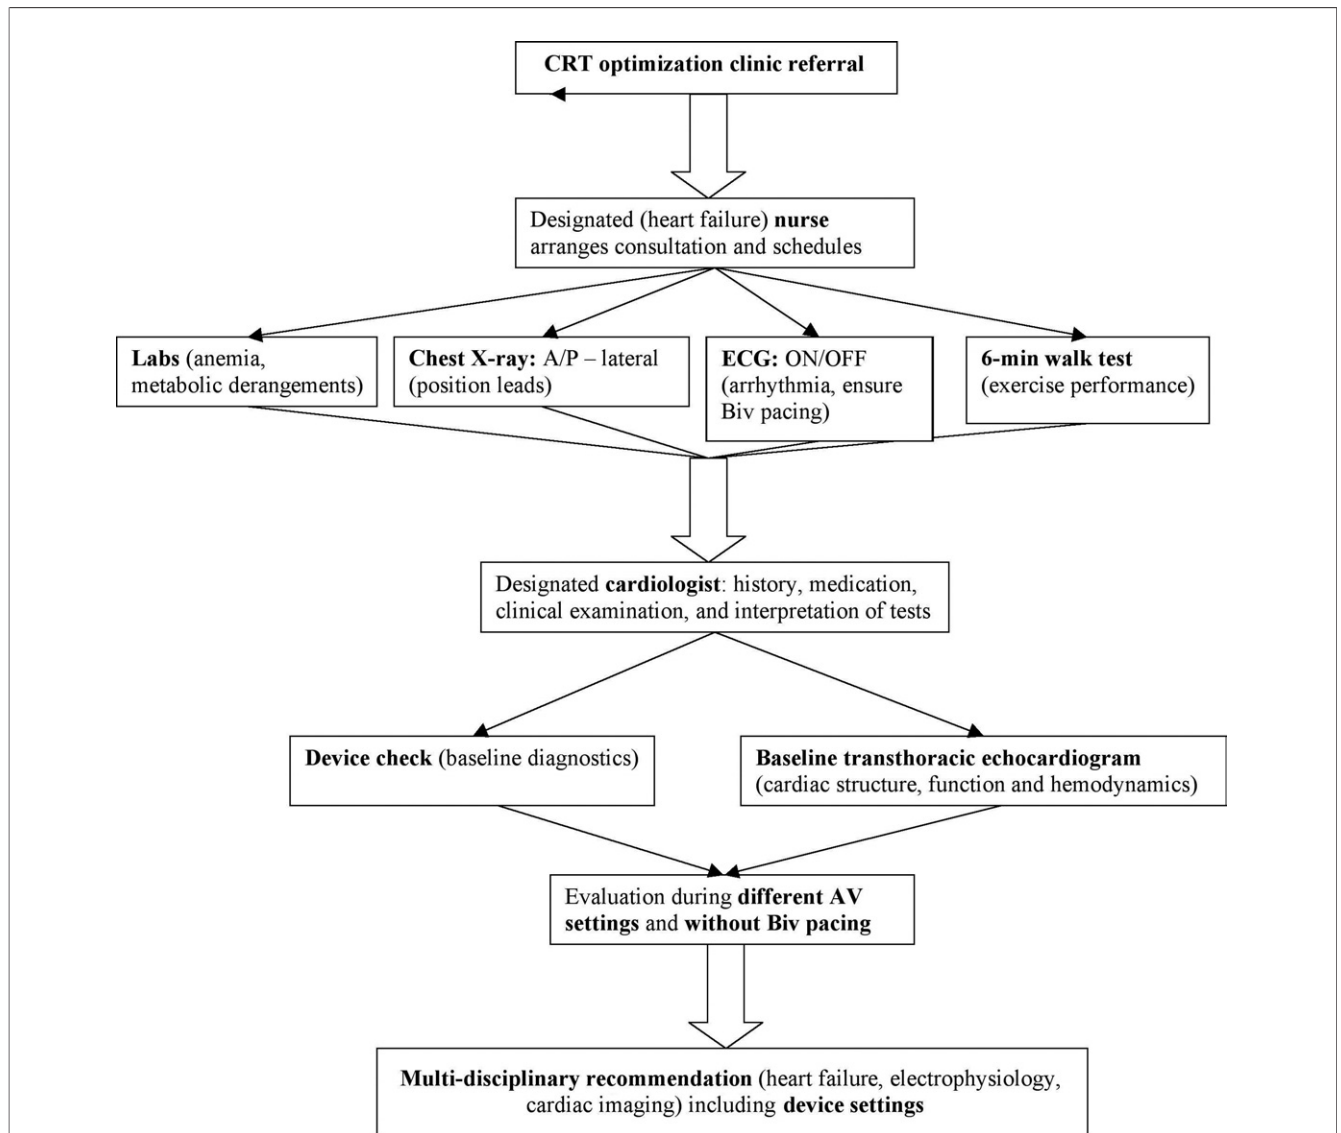 CRT optimization clinic referral
Designated (heart failure) nurse
arranges consultation and schedules
Labs (anemia,
metabolic derangements)
Chest X-ray: A/P – lateral
(position leads)
ECG: ON/OFF
(arrhythmia, ensure
Biv pacing)
6-min walk test
(exercise performance)
Designated cardiologist: history, medication,
clinical examination, and interpretation of tests
Device check (baseline diagnostics)
Baseline transthoracic echocardiogram
(cardiac structure, function and hemodynamics)
Evaluation during different AV
settings and without Biv pacing
Multi-disciplinary recommendation (heart failure, electrophysiology,
cardiac imaging) including device settings